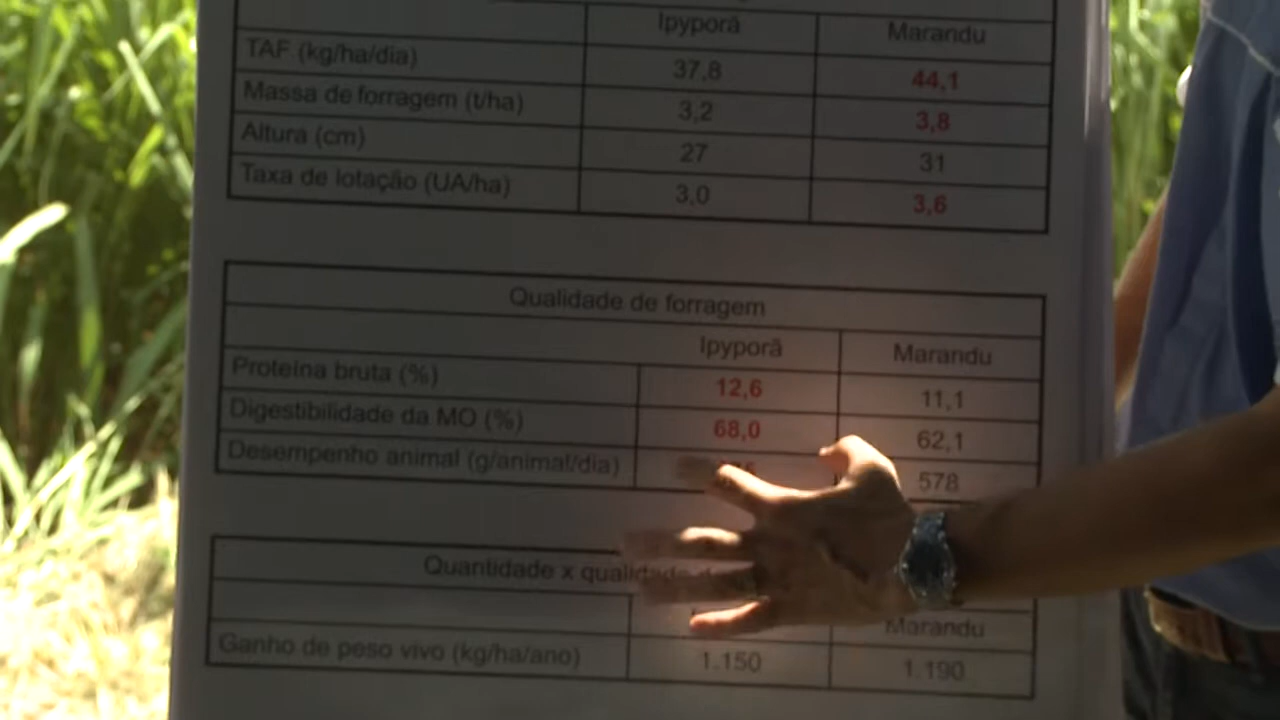 Ipyporã Marandu
TAF (kg/ha/dia) 37,8 44,1
Massa de forragem (t/ha) 3,2 3,8
Altura (cm) 27 31
Taxa de lotação (UA/ha) 3,0 3,6
Qualidade de forragem
Ipyporã Marandu
Proteína bruta (%) 12,6 11,1
Digestibilidade da MO (%) 68,0 62,1
Desempenho animal (g/animal/dia) 578
Quantidade x qualidade
Marandu
Ganho de peso vivo (kg/ha/ano) 1.150 1.190